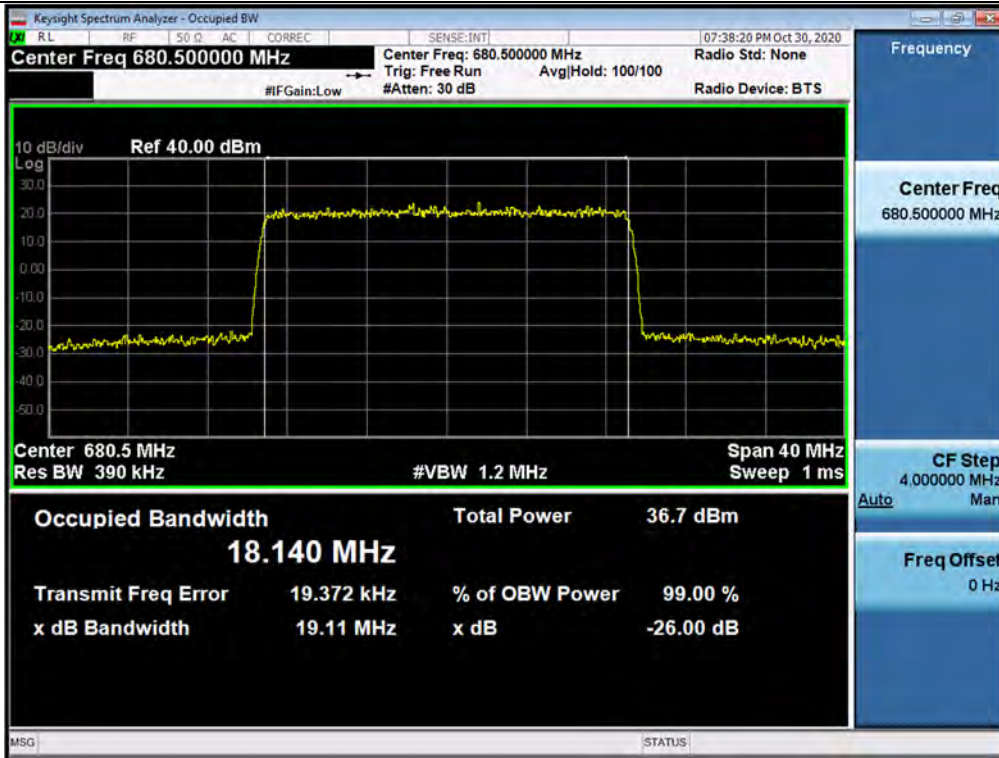 Keysight Spectrum Analyzer - Occupied BW
RL RF 50 Ω AC CORREC SENSE:INT 07:38:20 PM Oct 30, 2020
Center Freq 680.500000 MHz
Center Freq: 680.500000 MHz Radio Std: None
Trig: Free Run Avg|Hold: 100/100
#IFGain:Low #Atten: 30 dB Radio Device: BTS
10 dB/div Ref 40.00 dBm
Log
30.0
20.0
10.0
0.00
-10.0
-20.0
-30.0
-40.0
-50.0
Center 680.5 MHz Span 40 MHz
Res BW 390 kHz #VBW 1.2 MHz Sweep 1 ms
Occupied Bandwidth Total Power 36.7 dBm
18.140 MHz
Transmit Freq Error 19.372 kHz % of OBW Power 99.00 %
x dB Bandwidth 19.11 MHz x dB -26.00 dB
MSG STATUS
Frequency
Center Freq
680.500000 MHz
CF Step
4.000000 MHz
Auto Man
Freq Offset
0 Hz